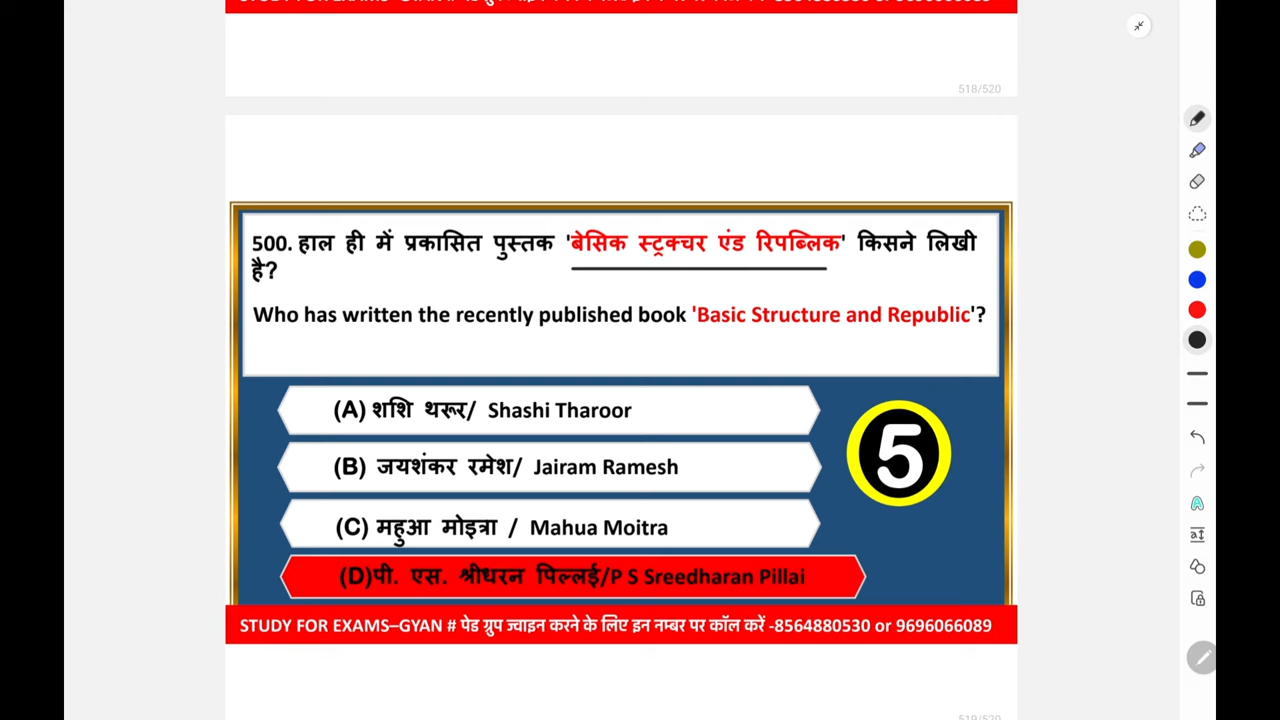 518/520
500. हाल ही में प्रकासित पुस्तक 'बेसिक स्ट्रक्चर एंड रिपब्लिक' किसने लिखी
है?
Who has written the recently published book 'Basic Structure and Republic'?
(A) शशि थरूर/ Shashi Tharoor
(B) जयशंकर रमेश/ Jairam Ramesh
5
(C) महुआ मोइत्रा / Mahua Moitra
(D)पी. एस. श्रीधरन पिल्लई/P S Sreedharan Pillai
STUDY FOR EXAMS–GYAN # पेड ग्रुप ज्वाइन करने के लिए इन नम्बर पर कॉल करें -8564880530 or 9696066089